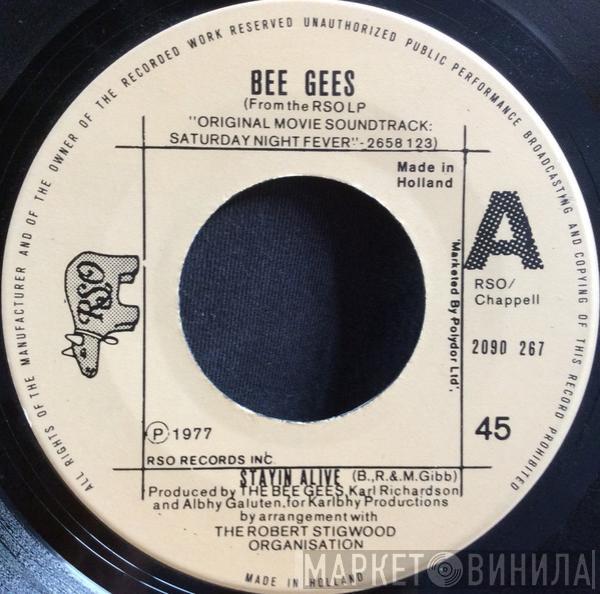 ALL RIGHTS OF THE MANUFACTURER AND OF THE OWNER OF THE RECORDED WORK RESERVED UNAUTHORIZED PUBLIC PERFORMANCE BROADCASTING AND COPYING OF THIS RECORD PROHIBITED
BEE GEES
(From the RSO LP
"ORIGINAL MOVIE SOUNDTRACK:
SATURDAY NIGHT FEVER"-2658 123)
Made in
Holland
A
RSO
RSO/
Chappell
'Marketed By Polydor Ltd'.
2090 267
℗ 1977
45
RSO RECORDS INC
STAYIN ALIVE (B.,R.&M.Gibb)
Produced by THE BEE GEES, Karl Richardson
and Albhy Galuten, for Karlbhy Productions
by arrangement with
THE ROBERT STIGWOOD
ORGANISATION
MADE IN HOLLAND
МАРКЕТ ВИНИЛА